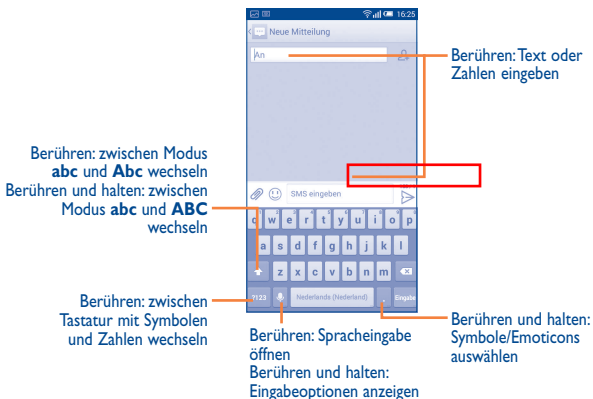 16:25
Neue Mitteilung
An
Berühren: Text oder
Zahlen eingeben
Berühren: zwischen Modus
abc und Abc wechseln
Berühren und halten: zwischen
Modus abc und ABC
wechseln
SMS eingeben
q w e r t y u i o p
a s d f g h j k l
z x c v b n m
?123
Nederlands (Nederland)
.
Eingabe
Berühren: zwischen
Tastatur mit Symbolen
und Zahlen wechseln
Berühren: Spracheingabe
öffnen
Berühren und halten:
Eingabeoptionen anzeigen
Berühren und halten:
Symbole/Emoticons
auswählen